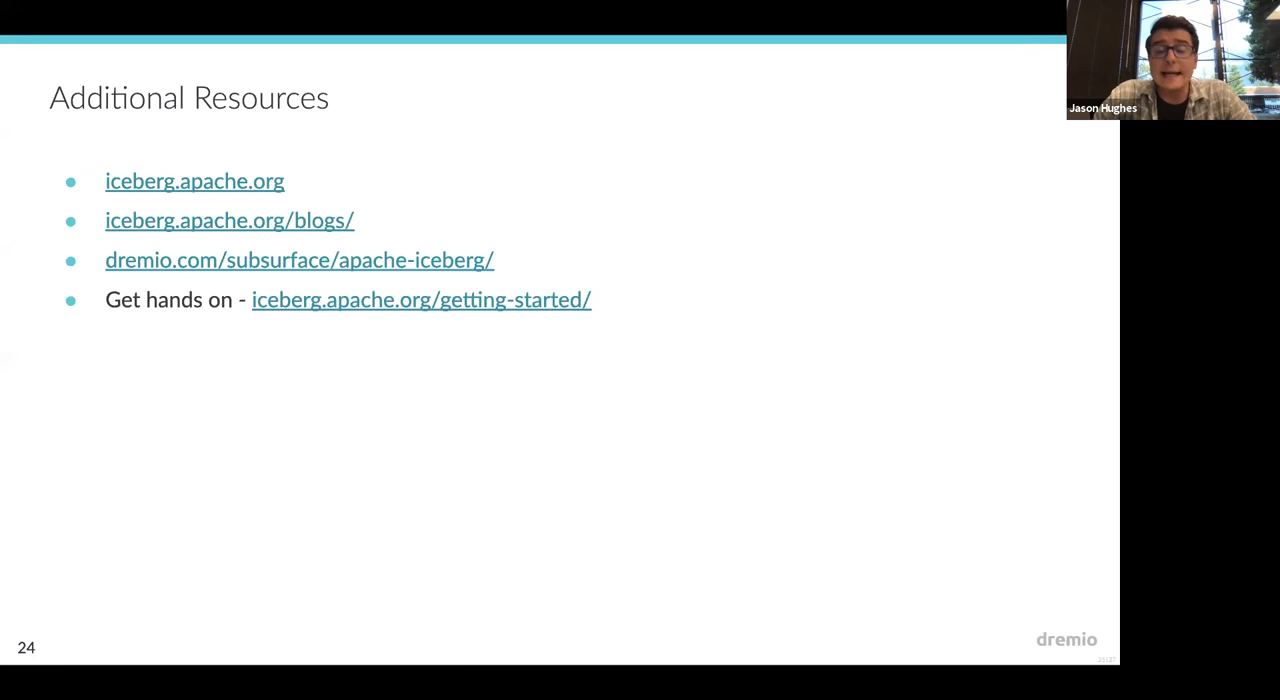 Jason Hughes
Additional Resources
iceberg.apache.org
iceberg.apache.org/blogs/
dremio.com/subsurface/apache-iceberg/
Get hands on - iceberg.apache.org/getting-started/
24
dremio